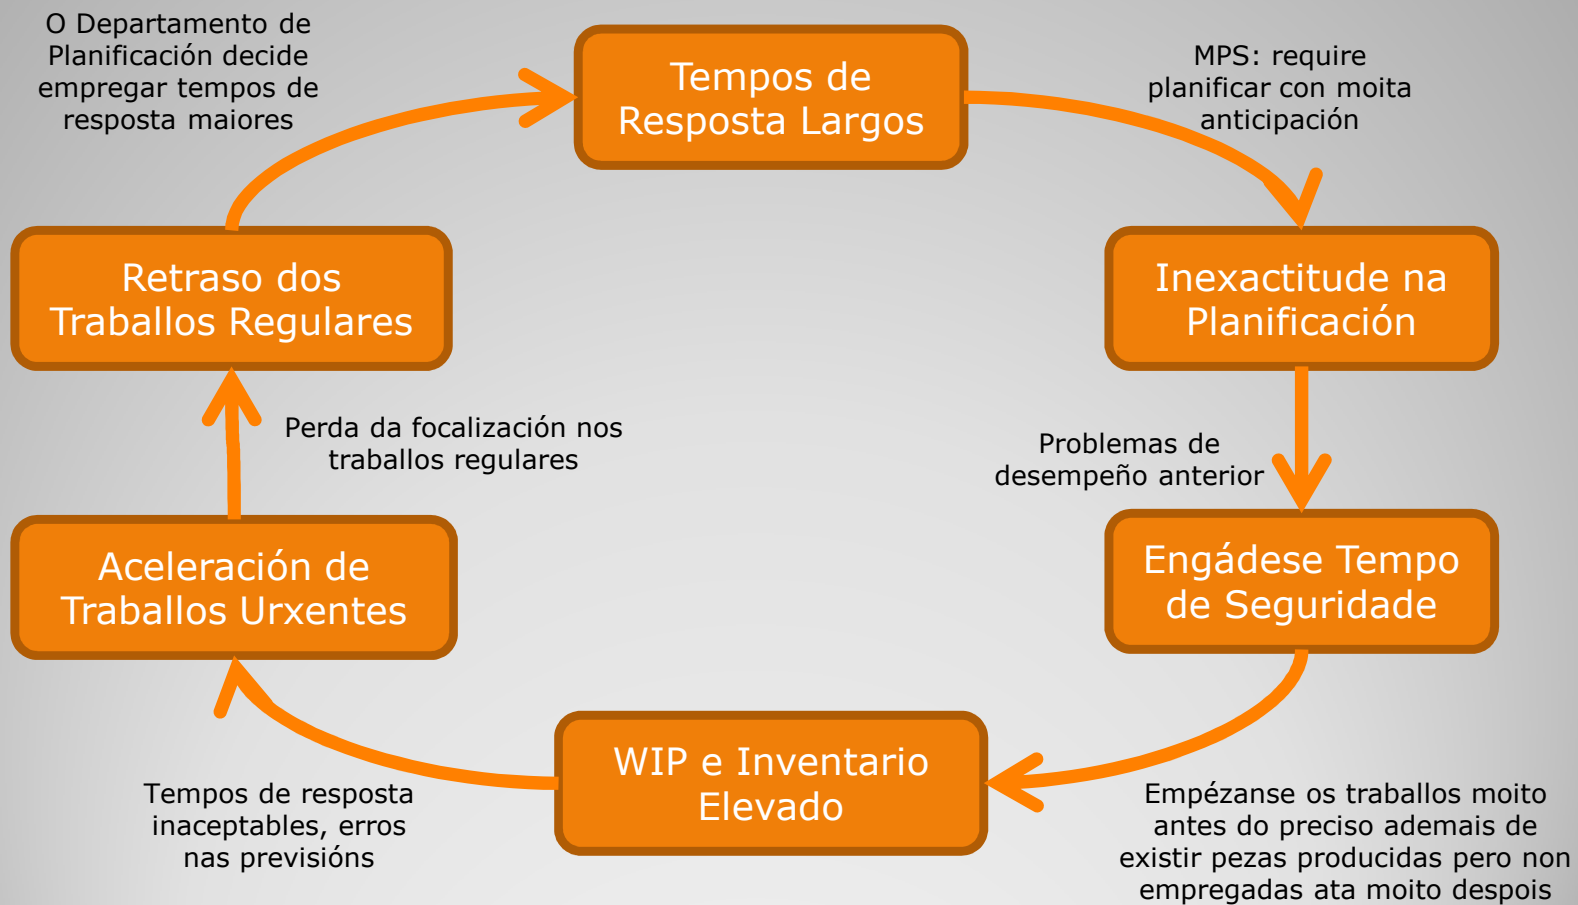 O Departamento de
Planificación decide
empregar tempos de
resposta maiores
Tempos de
Resposta Largos
MPS: require
planificar con moita
anticipación
Retraso dos
Traballos Regulares
Inexactitude na
Planificación
Perda da focalización nos
traballos regulares
Problemas de
desempeño anterior
Aceleración de
Traballos Urxentes
Engádese Tempo
de Seguridade
WIP e Inventario
Elevado
Tempos de resposta
inaceptables, erros
nas previsións
Empézanse os traballos moito
antes do preciso ademais de
existir pezas producidas pero non
empregadas ata moito despois